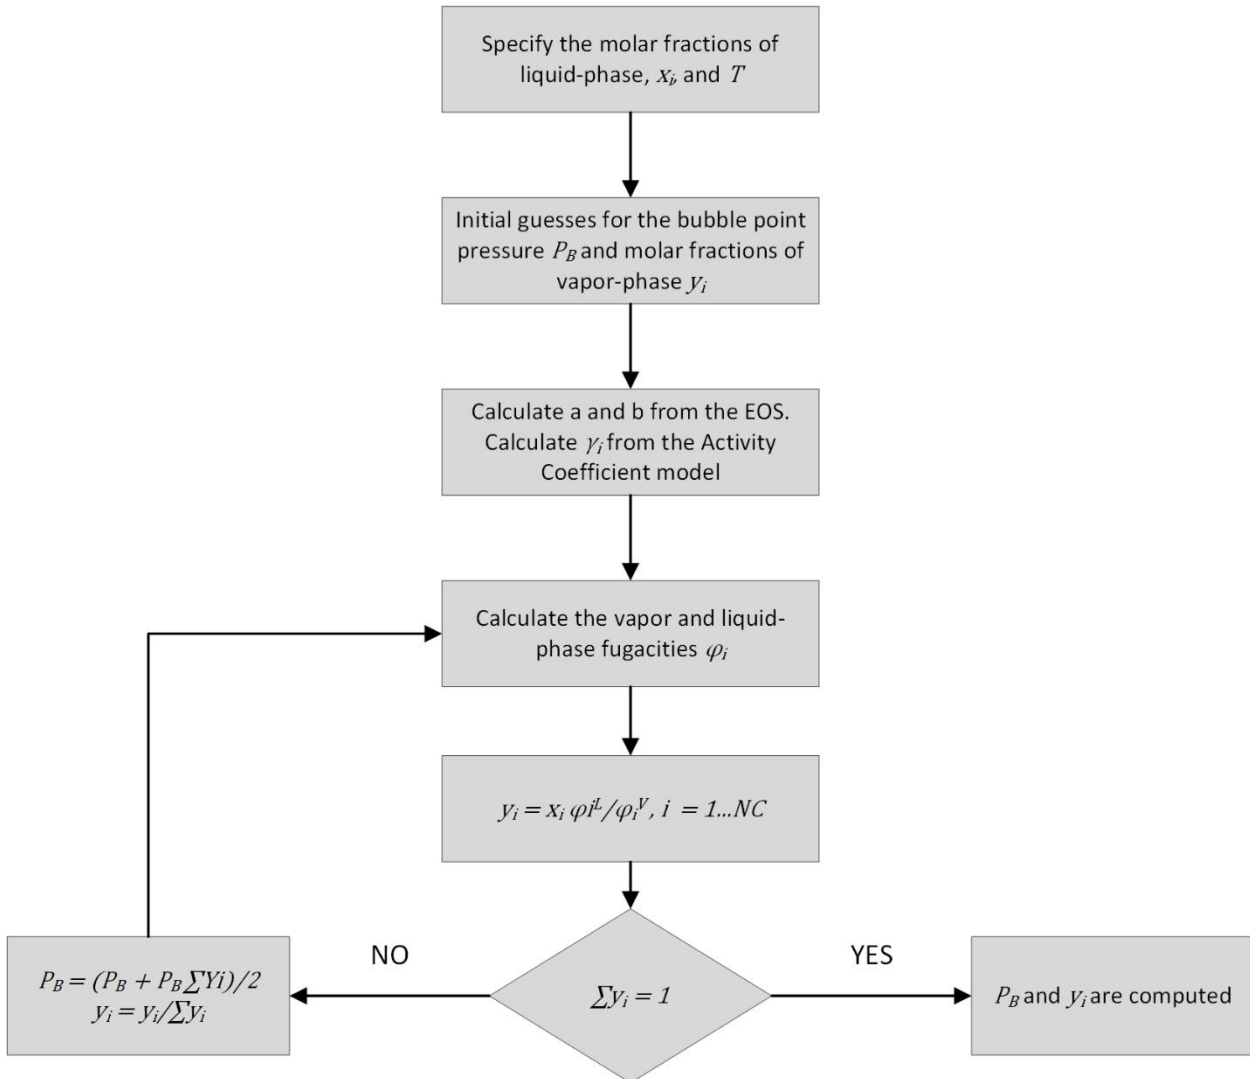 Specify the molar fractions of
liquid-phase, xi, and T
Initial guesses for the bubble point
pressure PB and molar fractions of
vapor-phase yi
Calculate a and b from the EOS.
Calculate γi from the Activity
Coefficient model
Calculate the vapor and liquid-
phase fugacities φi
yi = xi φi^L/φi^V, i = 1...NC
NO
YES
PB = (PB + PB∑Yi)/2
yi = yi/∑yi
∑yi = 1
PB and yi are computed